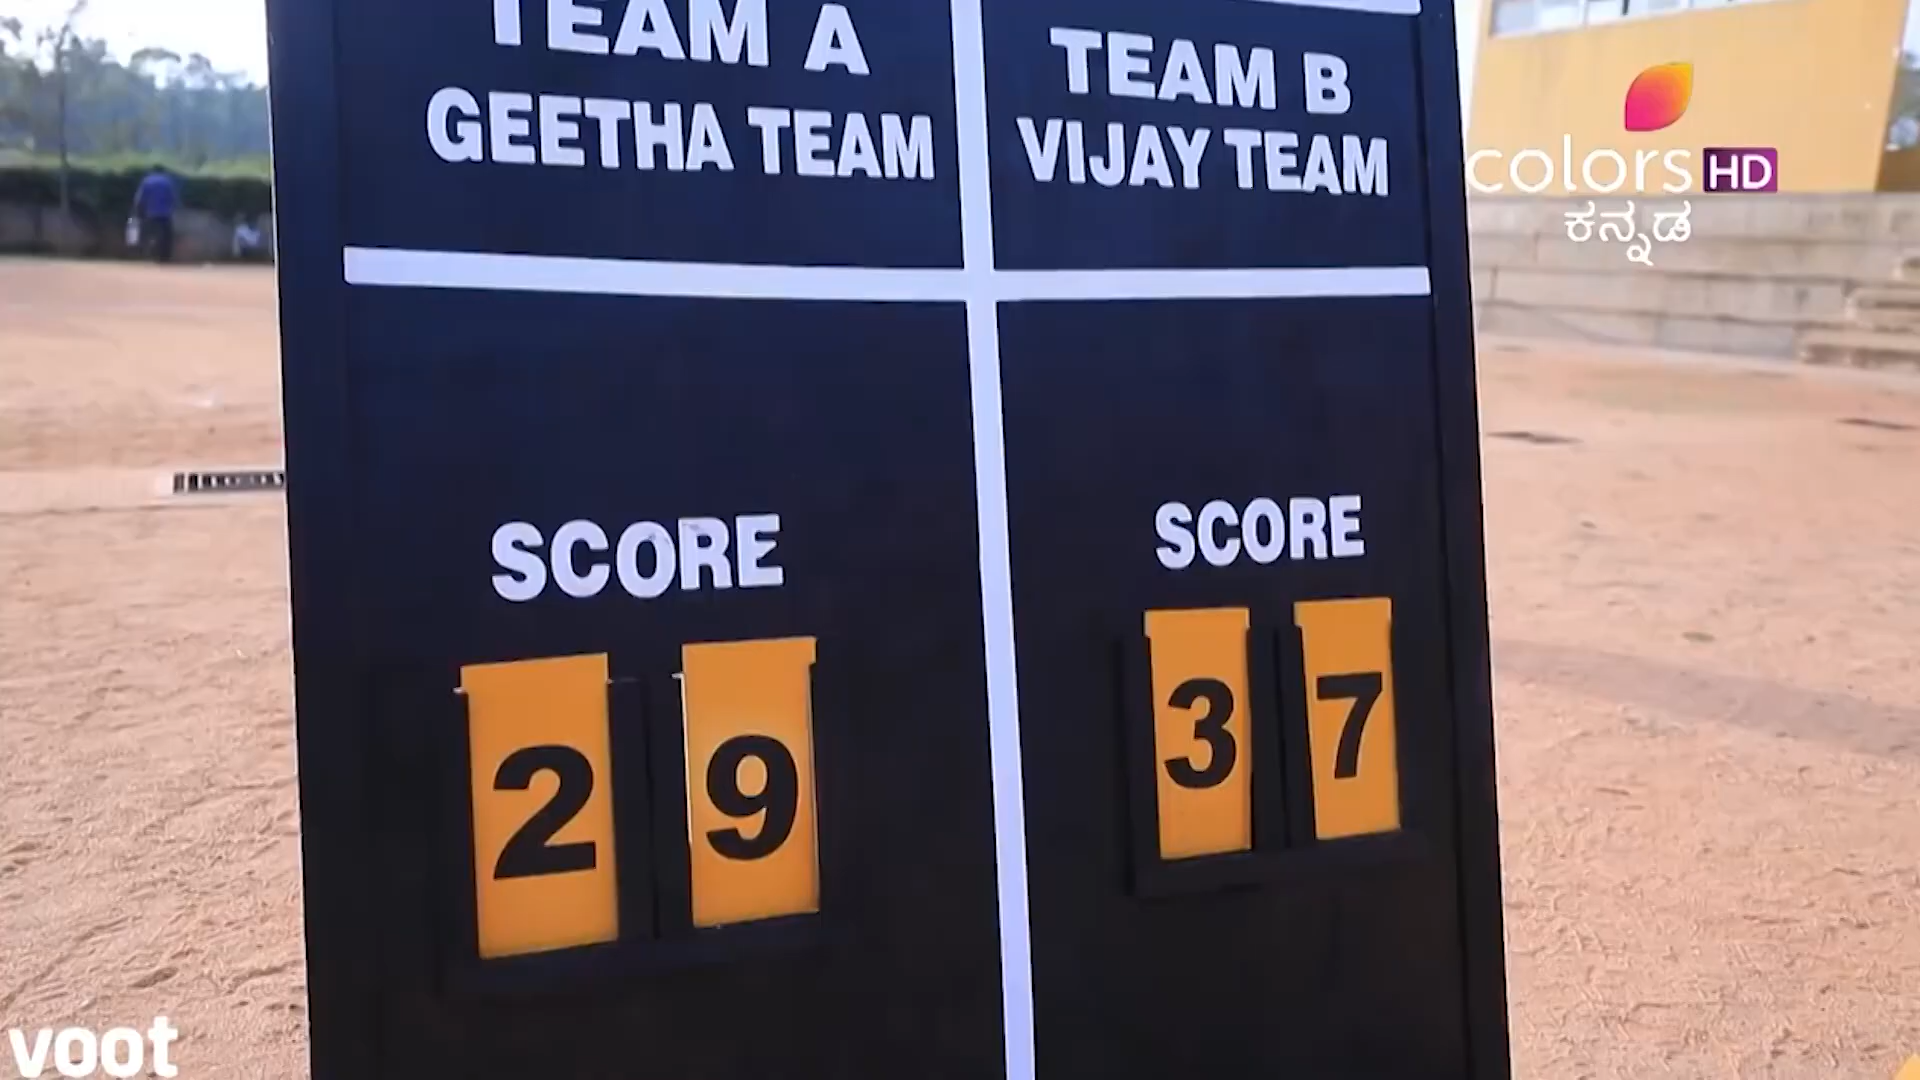 TEAM A
GEETHA TEAM
TEAM B
VIJAY TEAM
colors HD
ಕನ್ನಡ
SCORE
29
SCORE
37
voot